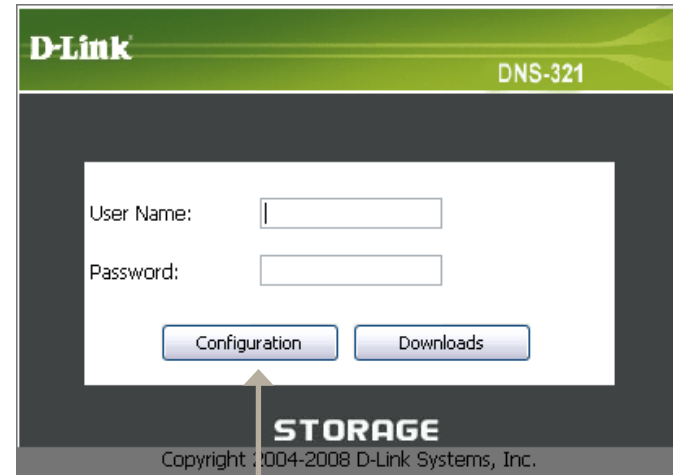 D-Link
DNS-321
User Name:
Password:
Configuration Downloads
STORAGE
Copyright 2004-2008 D-Link Systems, Inc.